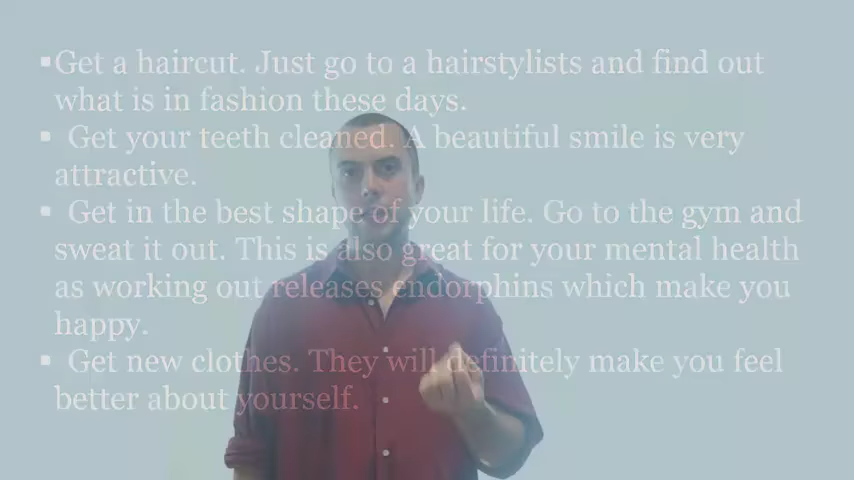 ▪Get a haircut. Just go to a hairstylists and find out
what is in fashion these days.
▪ Get your teeth cleaned. A beautiful smile is very
attractive.
▪ Get in the best shape of your life. Go to the gym and
sweat it out. This is also great for your mental health
as working out releases endorphins which make you
happy.
▪ Get new clothes. They will definitely make you feel
better about yourself.